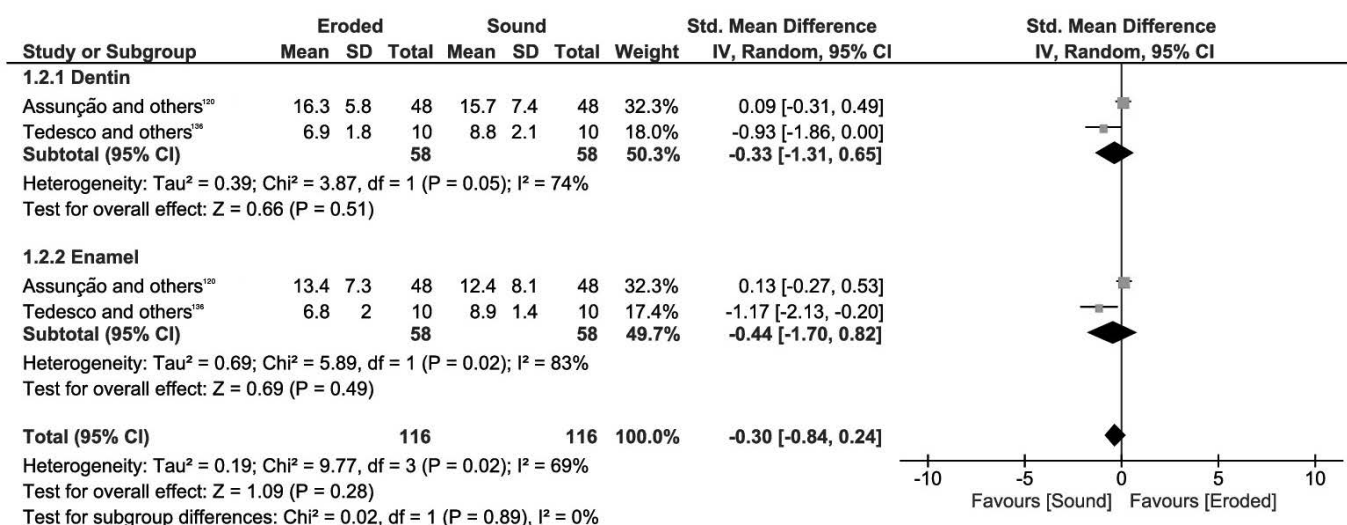 Eroded Sound Std. Mean Difference Std. Mean Difference
Study or Subgroup Mean SD Total Mean SD Total Weight IV, Random, 95% CI IV, Random, 95% CI
1.2.1 Dentin
Assunção and others¹²⁰ 16.3 5.8 48 15.7 7.4 48 32.3% 0.09 [-0.31, 0.49]
Tedesco and others¹³⁶ 6.9 1.8 10 8.8 2.1 10 18.0% -0.93 [-1.86, 0.00]
Subtotal (95% CI) 58 58 50.3% -0.33 [-1.31, 0.65]
Heterogeneity: Tau² = 0.39; Chi² = 3.87, df = 1 (P = 0.05); I² = 74%
Test for overall effect: Z = 0.66 (P = 0.51)
1.2.2 Enamel
Assunção and others¹²⁰ 13.4 7.3 48 12.4 8.1 48 32.3% 0.13 [-0.27, 0.53]
Tedesco and others¹³⁶ 6.8 2 10 8.9 1.4 10 17.4% -1.17 [-2.13, -0.20]
Subtotal (95% CI) 58 58 49.7% -0.44 [-1.70, 0.82]
Heterogeneity: Tau² = 0.69; Chi² = 5.89, df = 1 (P = 0.02); I² = 83%
Test for overall effect: Z = 0.69 (P = 0.49)
Total (95% CI) 116 116 100.0% -0.30 [-0.84, 0.24]
Heterogeneity: Tau² = 0.19; Chi² = 9.77, df = 3 (P = 0.02); I² = 69%
Test for overall effect: Z = 1.09 (P = 0.28)
Test for subgroup differences: Chi² = 0.02, df = 1 (P = 0.89), I² = 0%
-10 -5 0 5 10
Favours [Sound] Favours [Eroded]